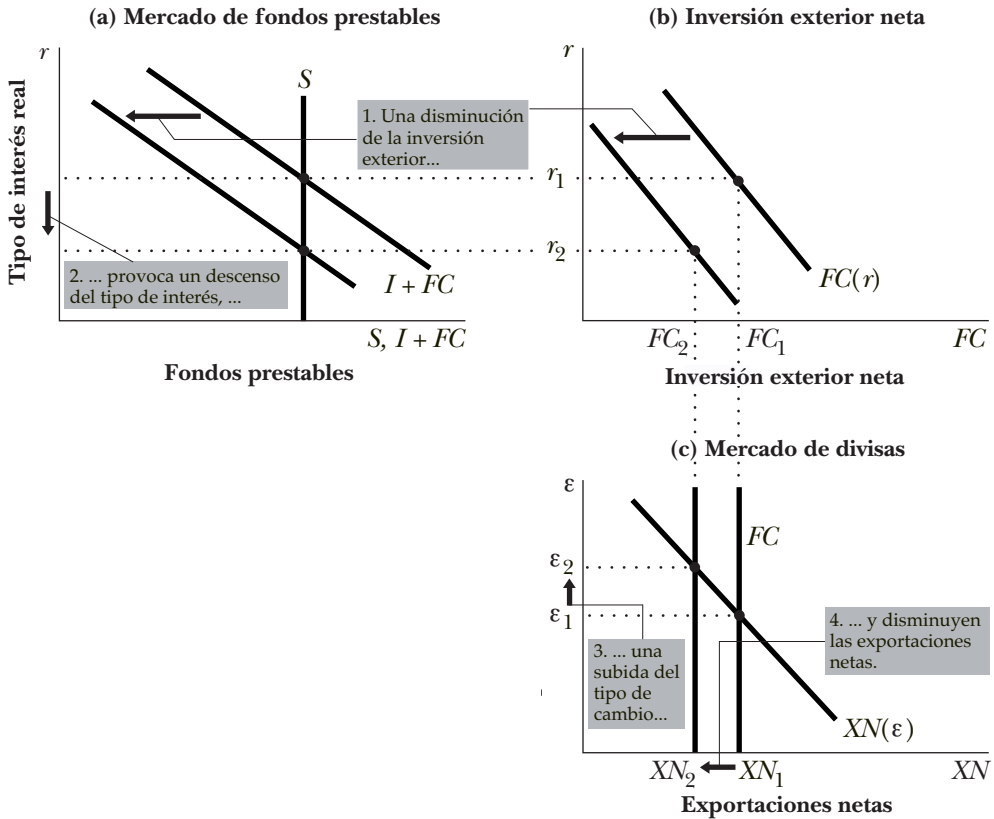 (a) Mercado de fondos prestables
r
S
Tipo de interés real
1. Una disminución
de la inversión
exterior...
2. ... provoca un descenso
del tipo de interés, ...
I + FC
S, I + FC
Fondos prestables
(b) Inversión exterior neta
r
r1
r2
FC(r)
FC2
FC1
FC
Inversión exterior neta
(c) Mercado de divisas
ε
FC
ε2
ε1
3. ... una
subida del
tipo de
cambio...
4. ... y disminuyen
las exportaciones
netas.
XN(ε)
XN2
XN1
XN
Exportaciones netas